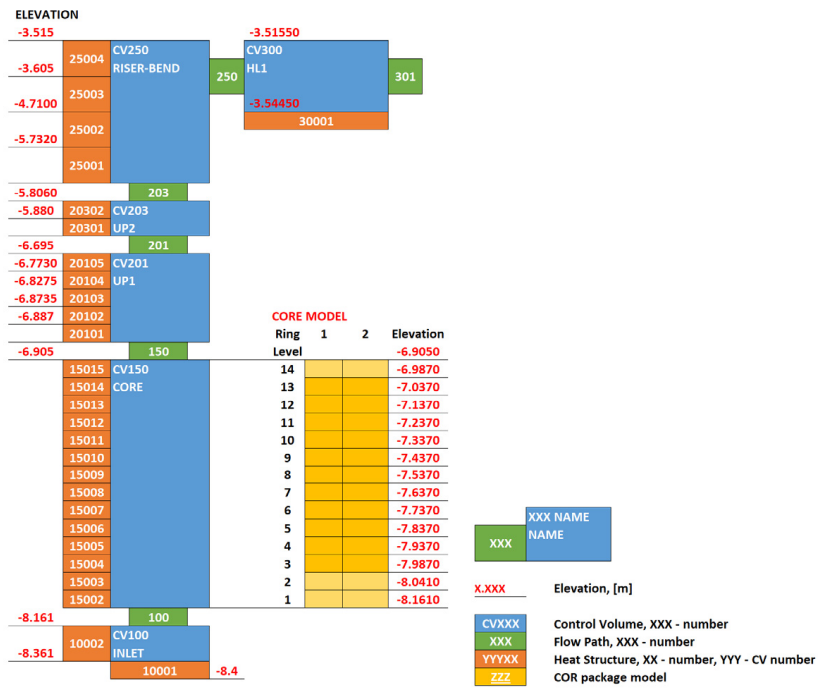 ELEVATION
-3.515
-3.605
-4.7100
-5.7320
25004
25003
25002
25001
CV250
RISER-BEND
250
-3.51550
CV300
HL1
-3.54450
30001
301
203
-5.8060
-5.880
20302
20301
CV203
UP2
201
-6.695
-6.7730
-6.8275
-6.8735
-6.887
20105
20104
20103
20102
20101
CV201
UP1
150
-6.905
15015
15014
15013
15012
15011
15010
15009
15008
15007
15006
15005
15004
15003
15002
CV150
CORE
CORE MODEL
Ring 1 2 Elevation
Level -6.9050
14 -6.9870
13 -7.0370
12 -7.1370
11 -7.2370
10 -7.3370
9 -7.4370
8 -7.5370
7 -7.6370
6 -7.7370
5 -7.8370
4 -7.9370
3 -7.9870
2 -8.0410
1 -8.1610
100
-8.161
-8.361
10002
CV100
INLET
10001
-8.4
XXX
XXX NAME
NAME
X.XXX Elevation, [m]
CVXXX Control Volume, XXX - number
XXX Flow Path, XXX - number
YYYXX Heat Structure, XX - number, YYY - CV number
ZZZ COR package model